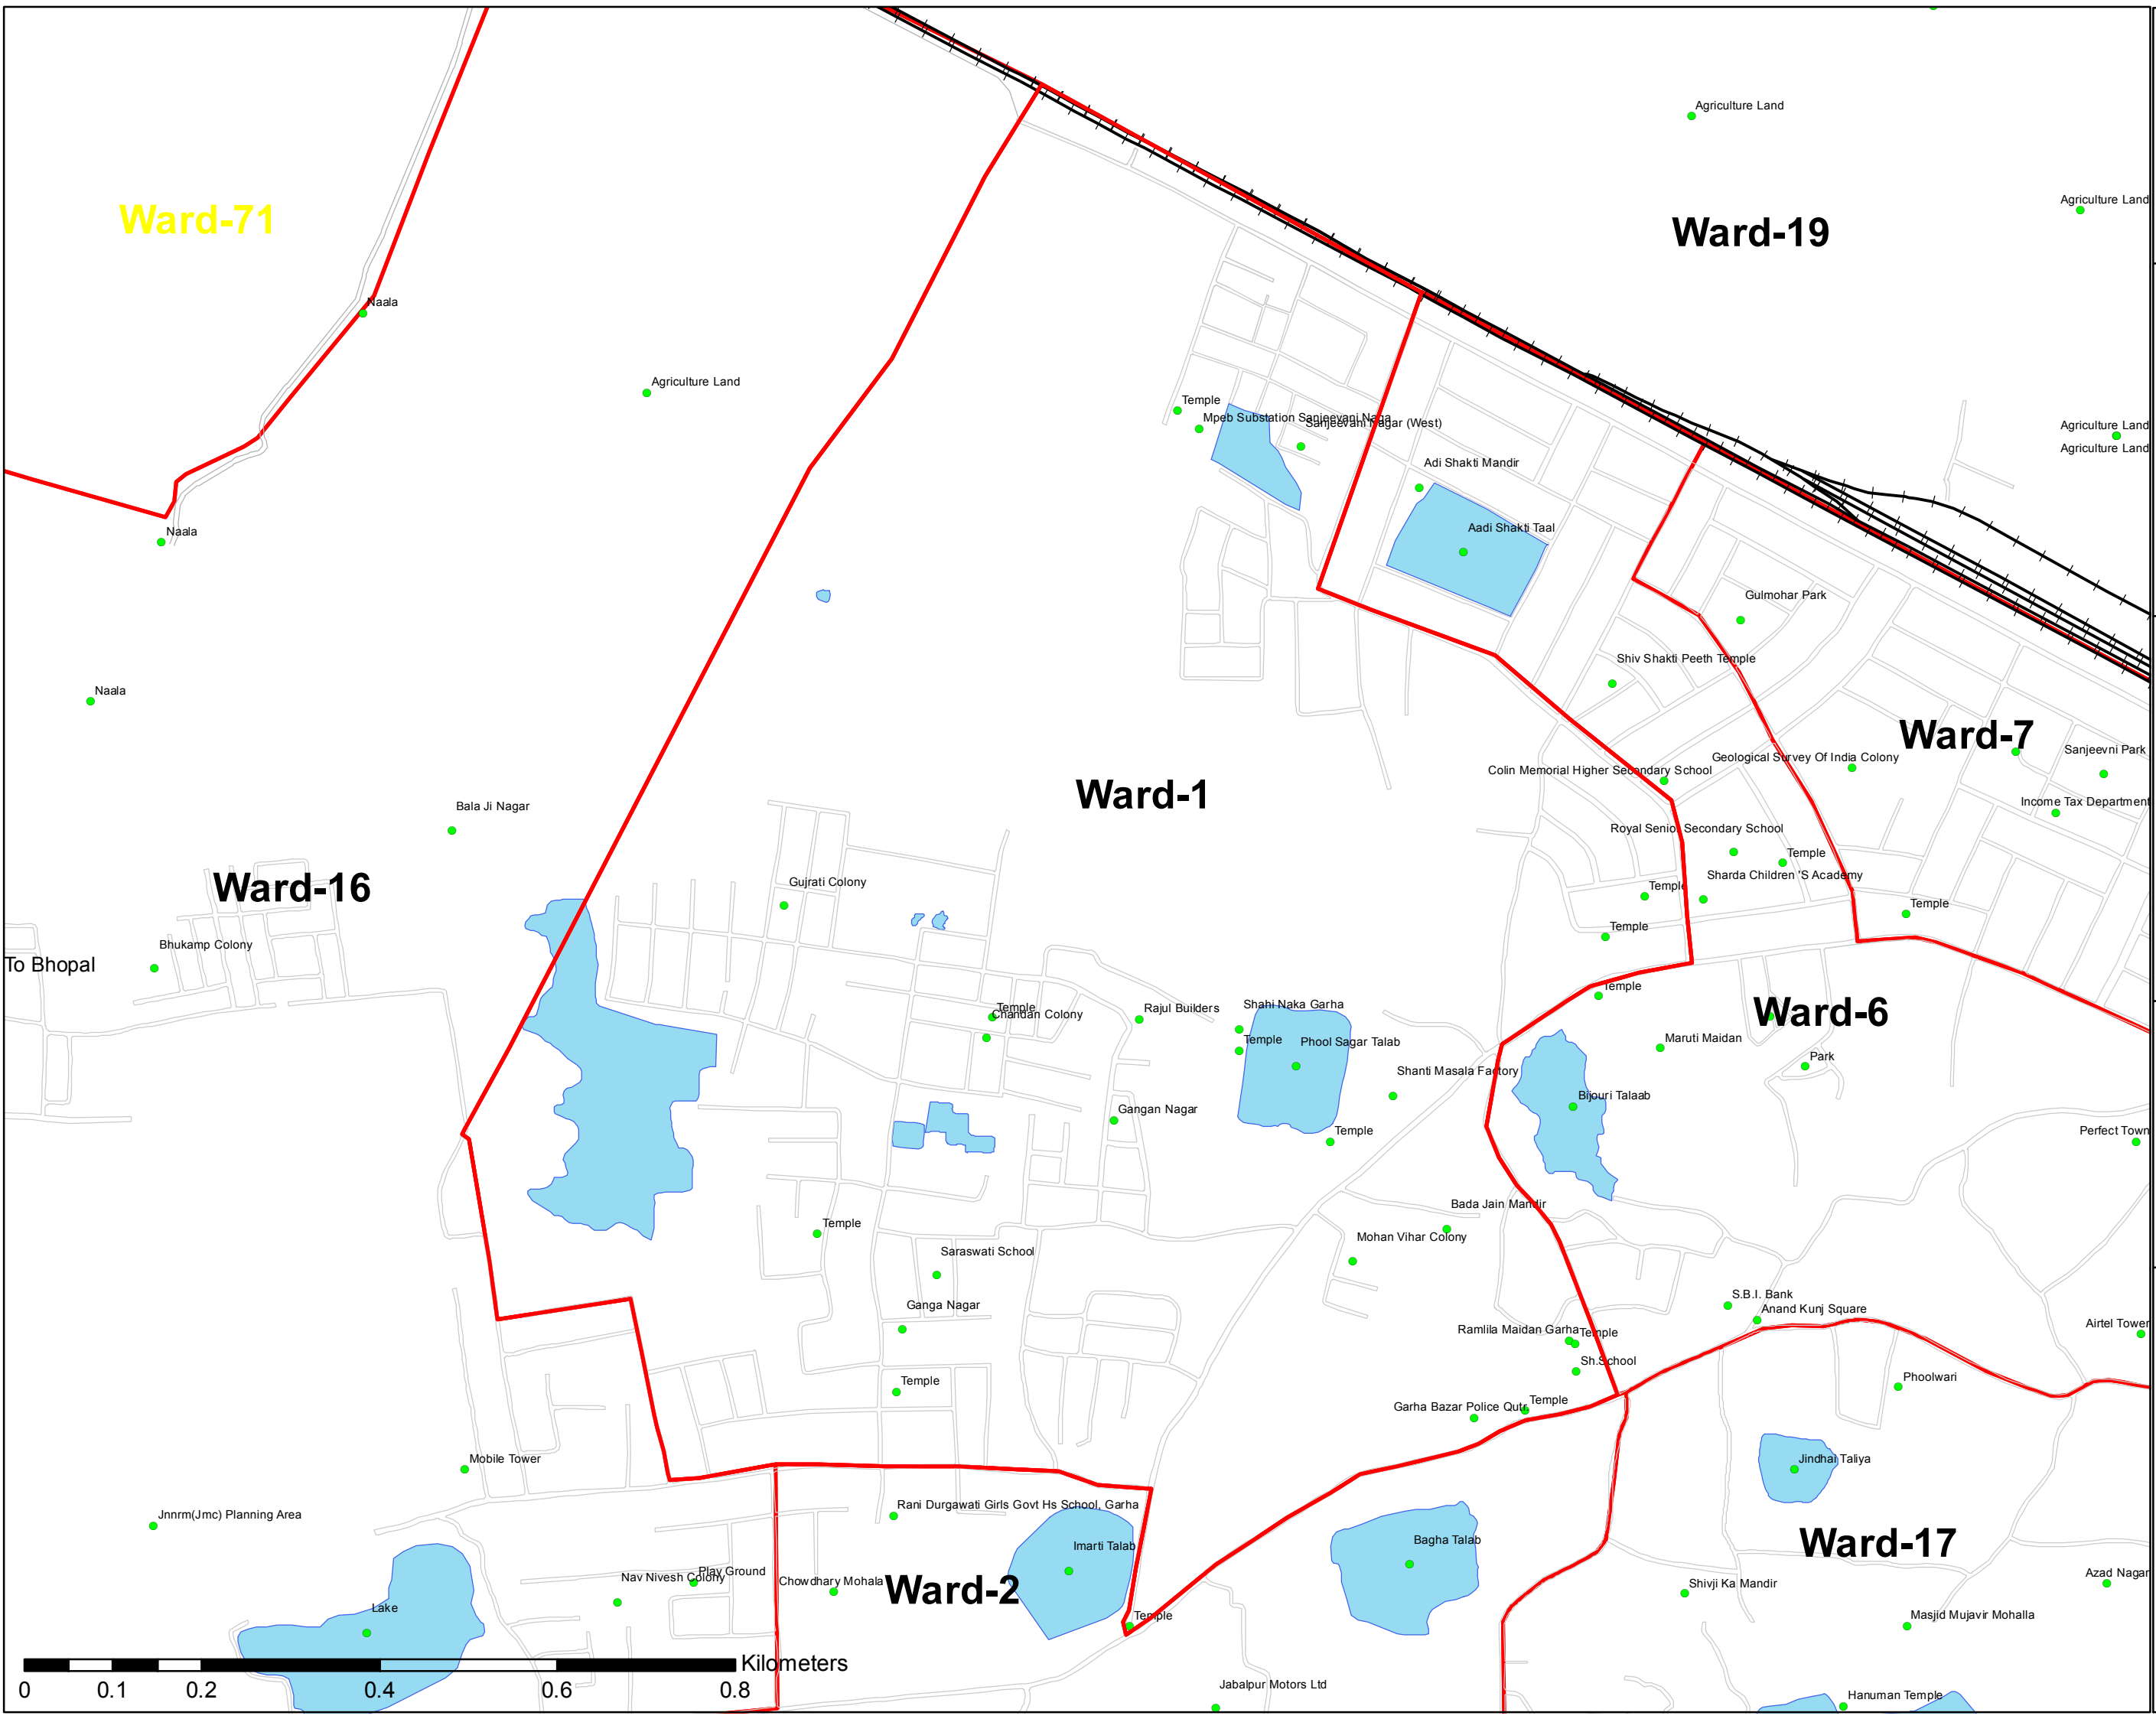 Agriculture Land
Ward-71
Agriculture Land
Ward-19
Naala
Agriculture Land
Temple
Mpeb Substation Sanjeevani Naga
Sanjeevani Nagar (West)
Agriculture Land
Agriculture Land
Adi Shakti Mandir
Aadi Shakti Taal
Naala
Gulmohar Park
Shiv Shakti Peeth Temple
Naala
Ward-7
Sanjeevni Park
Geological Survey Of India Colony
Colin Memorial Higher Secondary School
Ward-1
Income Tax Department
Bala Ji Nagar
Royal Senior Secondary School
Temple
Sharda Children 'S Academy
Gujrati Colony
Ward-16
Temple
Temple
Temple
Bhukamp Colony
To Bhopal
Temple
Shahi Naka Garha
Temple
Chandan Colony
Rajul Builders
Ward-6
Temple
Phool Sagar Talab
Maruti Maidan
Park
Shanti Masala Factory
Bijouri Talaab
Gangan Nagar
Temple
Perfect Town
Bada Jain Mandir
Temple
Mohan Vihar Colony
Saraswati School
S.B.I. Bank
Anand Kunj Square
Ganga Nagar
Ramlila Maidan Garha
Temple
Airtel Tower
Sh.School
Temple
Phoolwari
Garha Bazar Police Qutr.
Temple
Mobile Tower
Jindhai Taliya
Jnnrm(Jmc) Planning Area
Rani Durgawati Girls Govt Hs School, Garha
Imarti Talab
Bagha Talab
Ward-17
Nav Nivesh Colony
Play Ground
Chowdhary Mohala
Ward-2
Shivji Ka Mandir
Azad Nagar
Lake
Temple
Masjid Mujavir Mohalla
Kilometers
0 0.1 0.2 0.4 0.6 0.8
Jabalpur Motors Ltd
Hanuman Temple